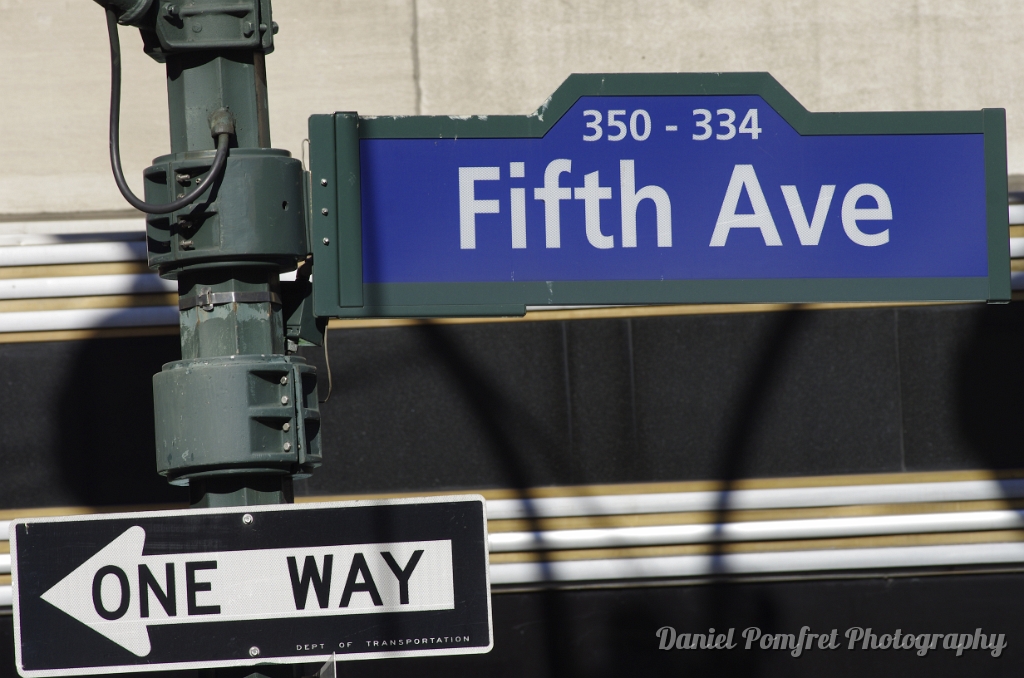 350 - 334
Fifth Ave
ONE WAY
DEPT OF TRANSPORTATION
Daniel Pomfret Photography